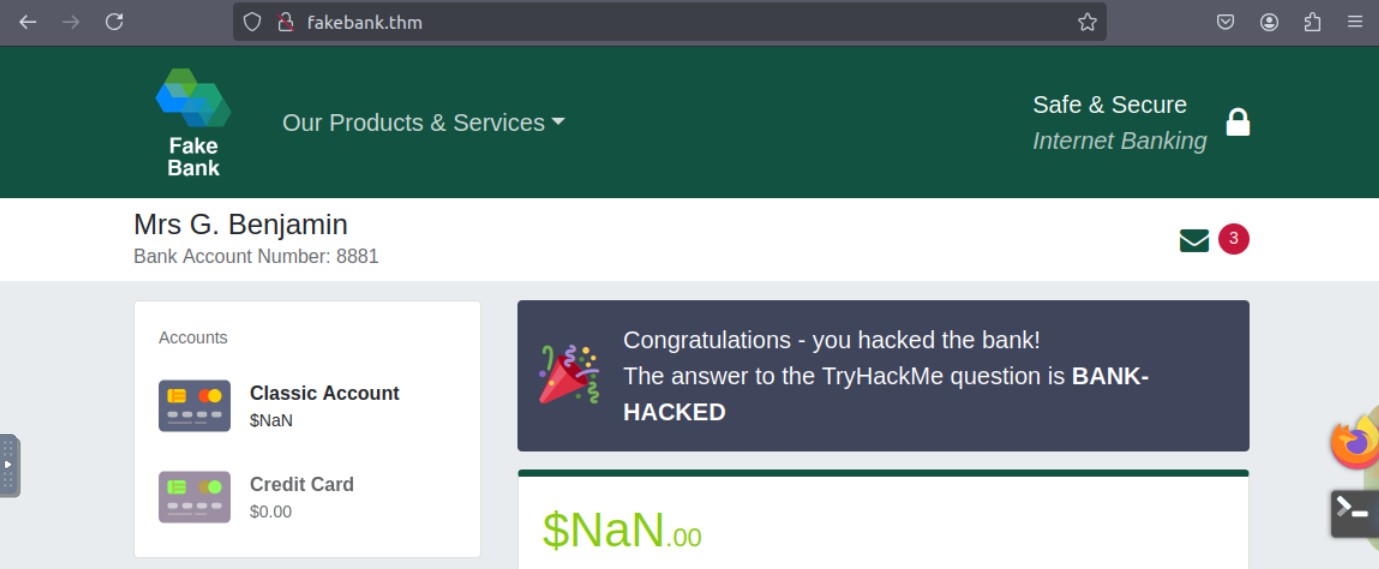 fakebank.thm
Fake
Bank
Our Products & Services
Safe & Secure
Internet Banking
Mrs G. Benjamin
Bank Account Number: 8881
3
Accounts
Classic Account
$NaN
Credit Card
$0.00
Congratulations - you hacked the bank!
The answer to the TryHackMe question is BANK-
HACKED
$NaN.00